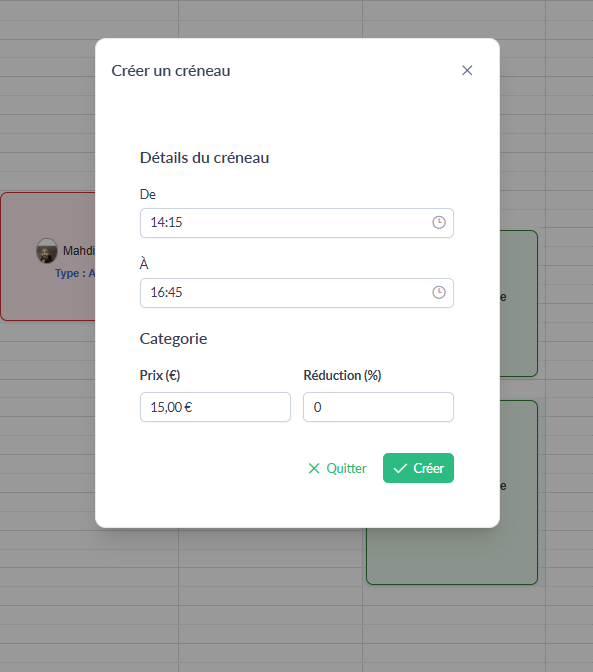 Créer un créneau
Détails du créneau
De
14:15
À
16:45
Mahdi
Type : A
e
Categorie
Prix (€)
Réduction (%)
15,00 €
0
Quitter
Créer
e